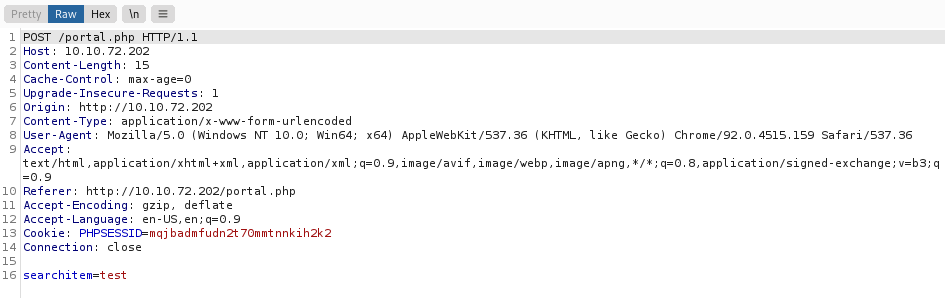 Pretty Raw Hex \n ≡
1 POST /portal.php HTTP/1.1
2 Host: 10.10.72.202
3 Content-Length: 15
4 Cache-Control: max-age=0
5 Upgrade-Insecure-Requests: 1
6 Origin: http://10.10.72.202
7 Content-Type: application/x-www-form-urlencoded
8 User-Agent: Mozilla/5.0 (Windows NT 10.0; Win64; x64) AppleWebKit/537.36 (KHTML, like Gecko) Chrome/92.0.4515.159 Safari/537.36
9 Accept:
text/html,application/xhtml+xml,application/xml;q=0.9,image/avif,image/webp,image/apng,*/*;q=0.8,application/signed-exchange;v=b3;q
=0.9
10 Referer: http://10.10.72.202/portal.php
11 Accept-Encoding: gzip, deflate
12 Accept-Language: en-US,en;q=0.9
13 Cookie: PHPSESSID=mqjbadmfudn2t70mmtnnkih2k2
14 Connection: close
15
16 searchitem=test